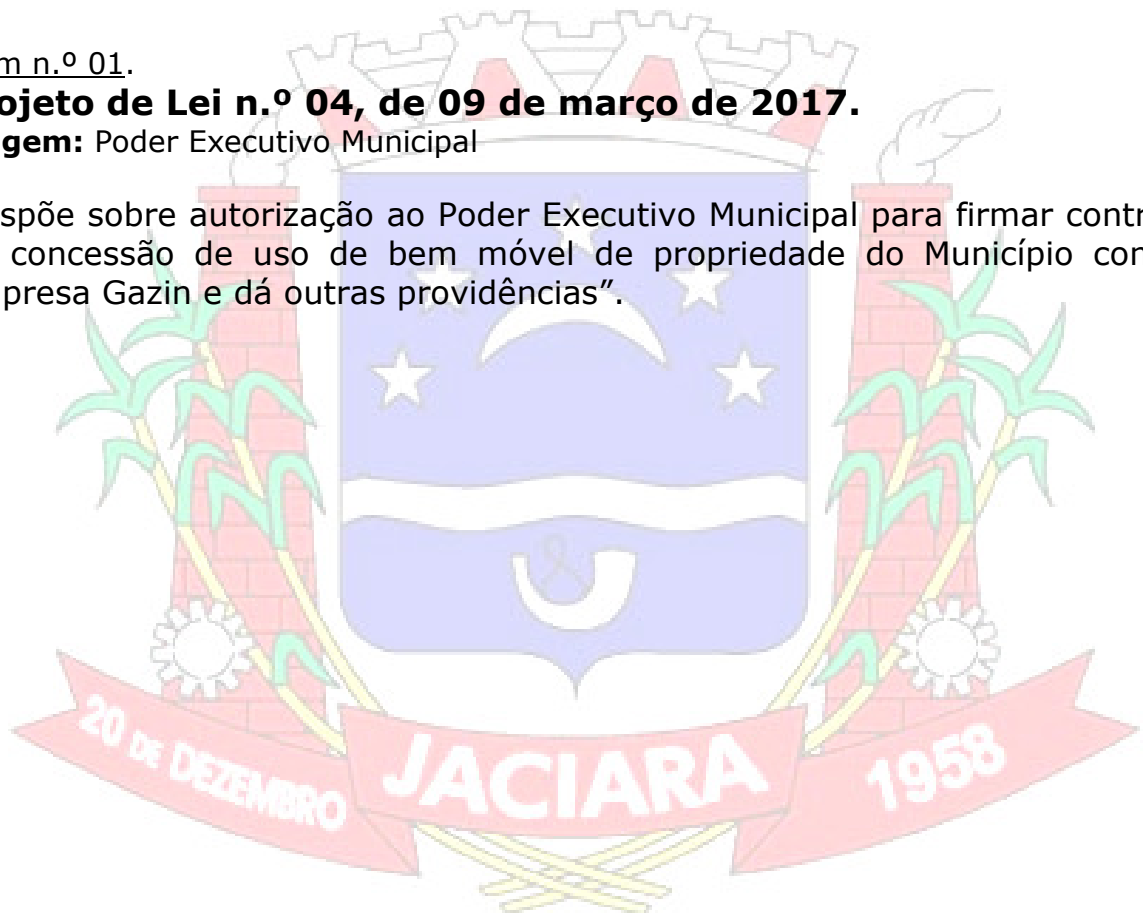 m n.º 01.
ojeto de Lei n.º 04, de 09 de março de 2017.
gem: Poder Executivo Municipal
spõe sobre autorização ao Poder Executivo Municipal para firmar contr
concessão de uso de bem móvel de propriedade do Município con
presa Gazin e dá outras providências”.
20 DE DEZEMBRO
JACIARA
1958